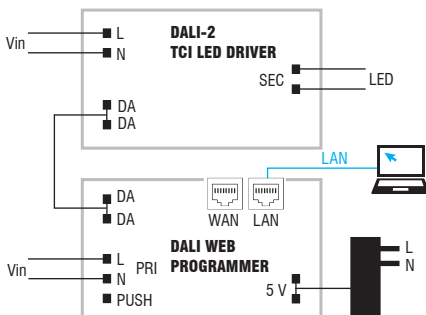 Vin
L
N
DALI-2
TCI LED DRIVER
SEC
LED
DA
DA
LAN
DA
DA
WAN
LAN
Vin
L
N
PRI
PUSH
DALI WEB
PROGRAMMER
5 V
L
N